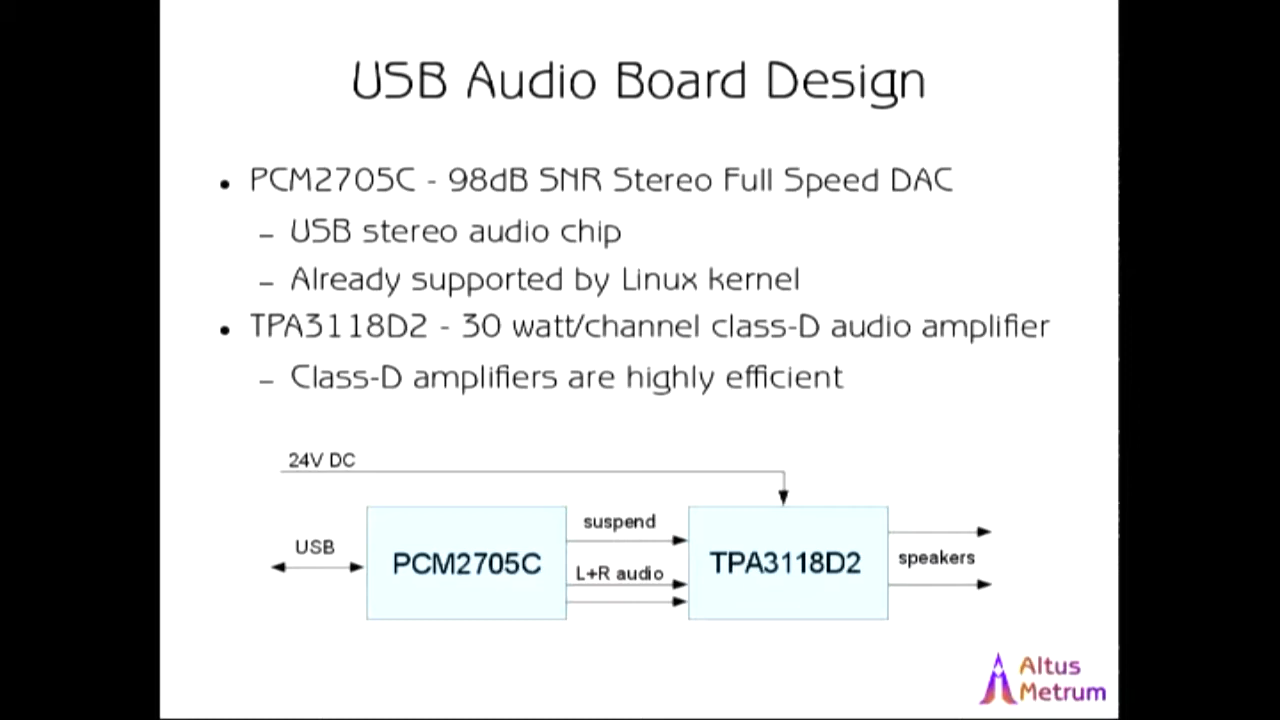 USB Audio Board Design
• PCM2705C - 98dB SNR Stereo Full Speed DAC
– USB stereo audio chip
– Already supported by Linux kernel
• TPA3118D2 - 30 watt/channel class-D audio amplifier
– Class-D amplifiers are highly efficient
24V DC
USB
PCM2705C
suspend
L+R audio
TPA3118D2
speakers
Altus
Metrum